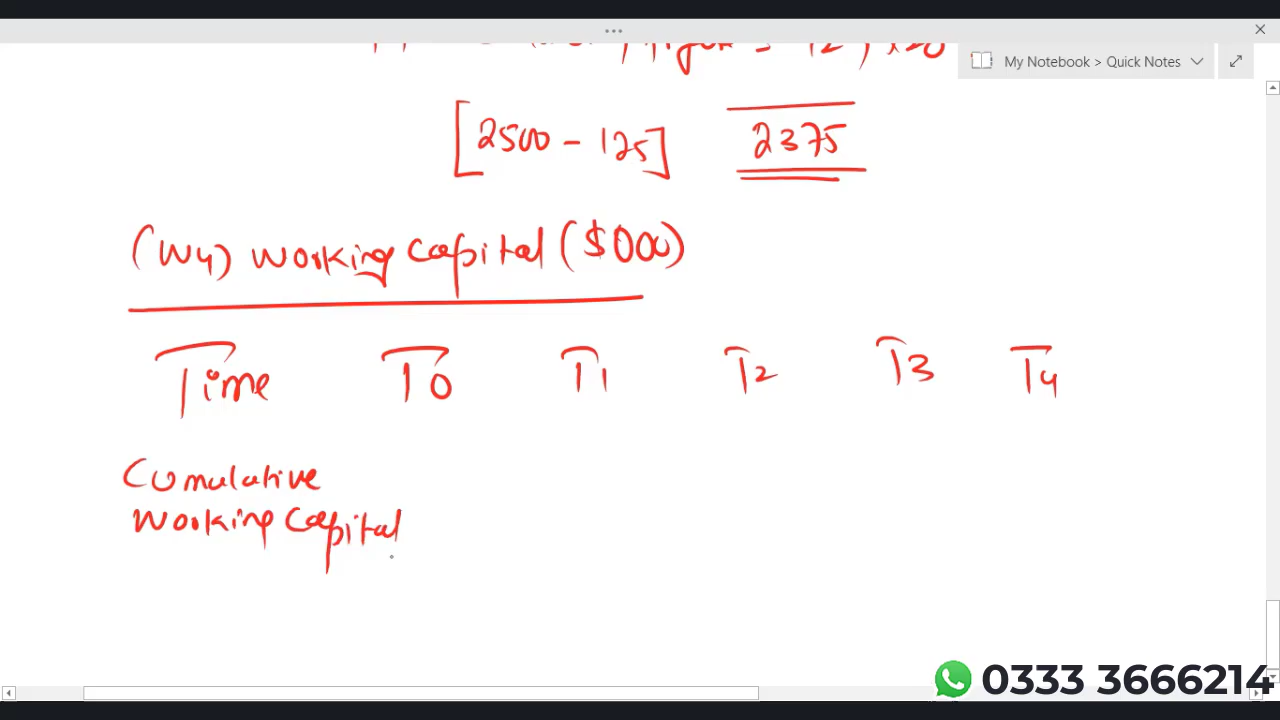 My Notebook > Quick Notes
[2500 - 125] 2375
(W4) Working Capital ($000)
Time T0 T1 T2 T3 T4
Cumulative
Working Capital
0333 3666214